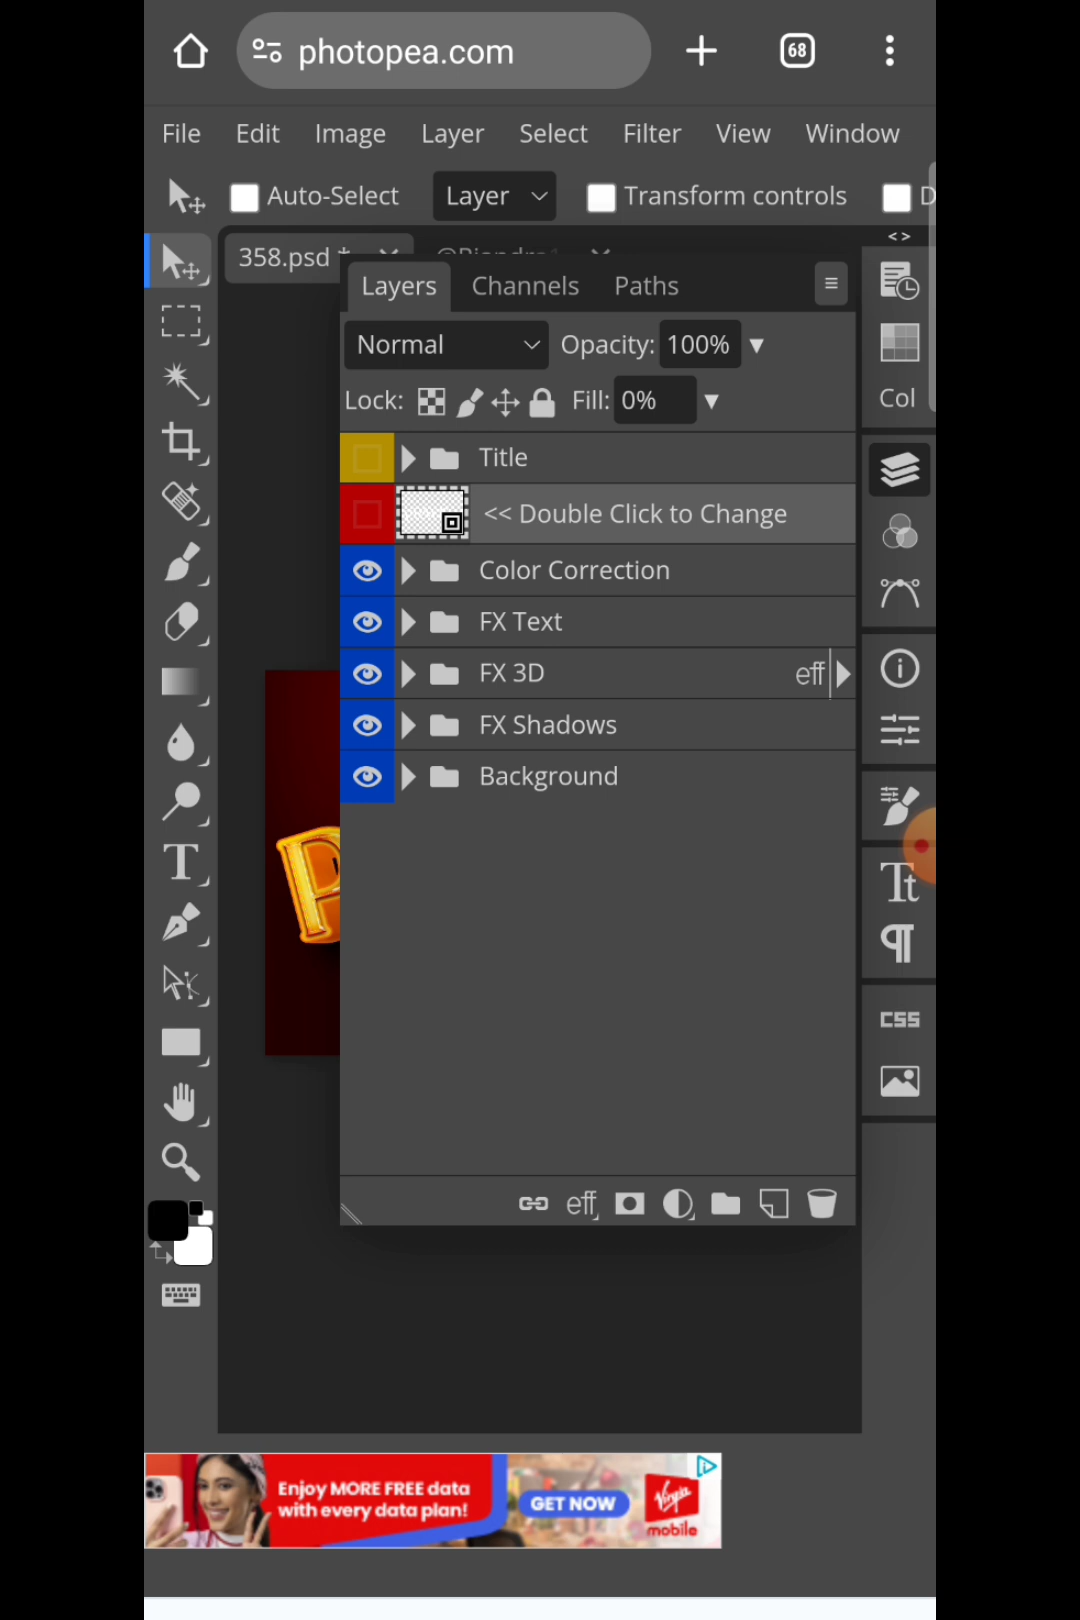 photopea.com
68
File Edit Image Layer Select Filter View Window
Auto-Select Layer Transform controls D
358.psd *
Layers Channels Paths
Normal Opacity: 100%
Lock: Fill: 0%
Col
Title
<< Double Click to Change
Color Correction
FX Text
FX 3D eff
FX Shadows
Background
P
T
Tt
¶
CSS
eff
Enjoy MORE FREE data
with every data plan!
GET NOW
Virgin
mobile